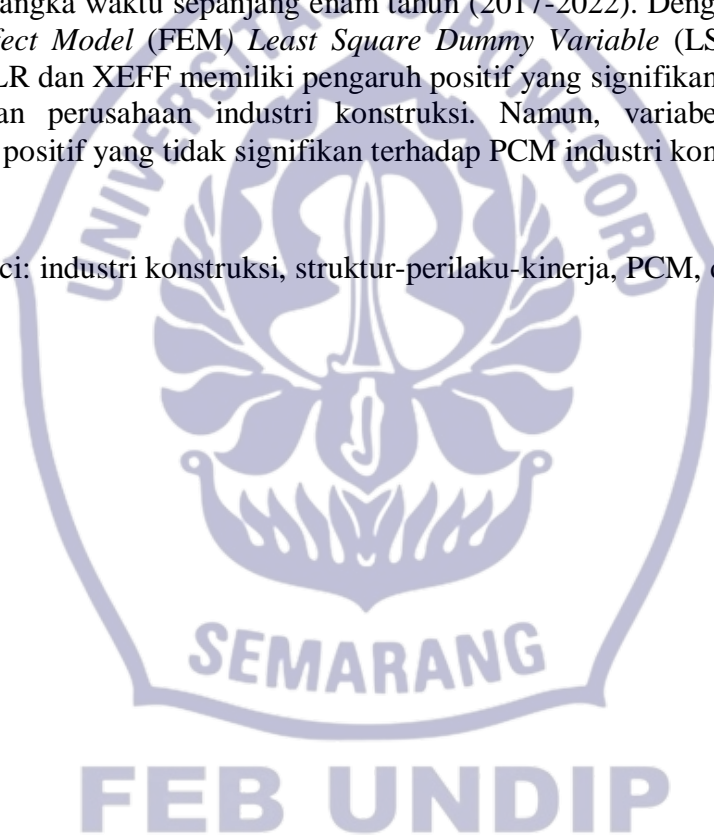 angka waktu sepanjang enam tahun (2017-2022). Deng
fect Model (FEM) Least Square Dummy Variable (LS
LR dan XEFF memiliki pengaruh positif yang signifikan
an perusahaan industri konstruksi. Namun, variabe
positif yang tidak signifikan terhadap PCM industri kon
ci: industri konstruksi, struktur-perilaku-kinerja, PCM,
UNIVERSITAS DIPONEGORO
SEMARANG
FEB UNDIP